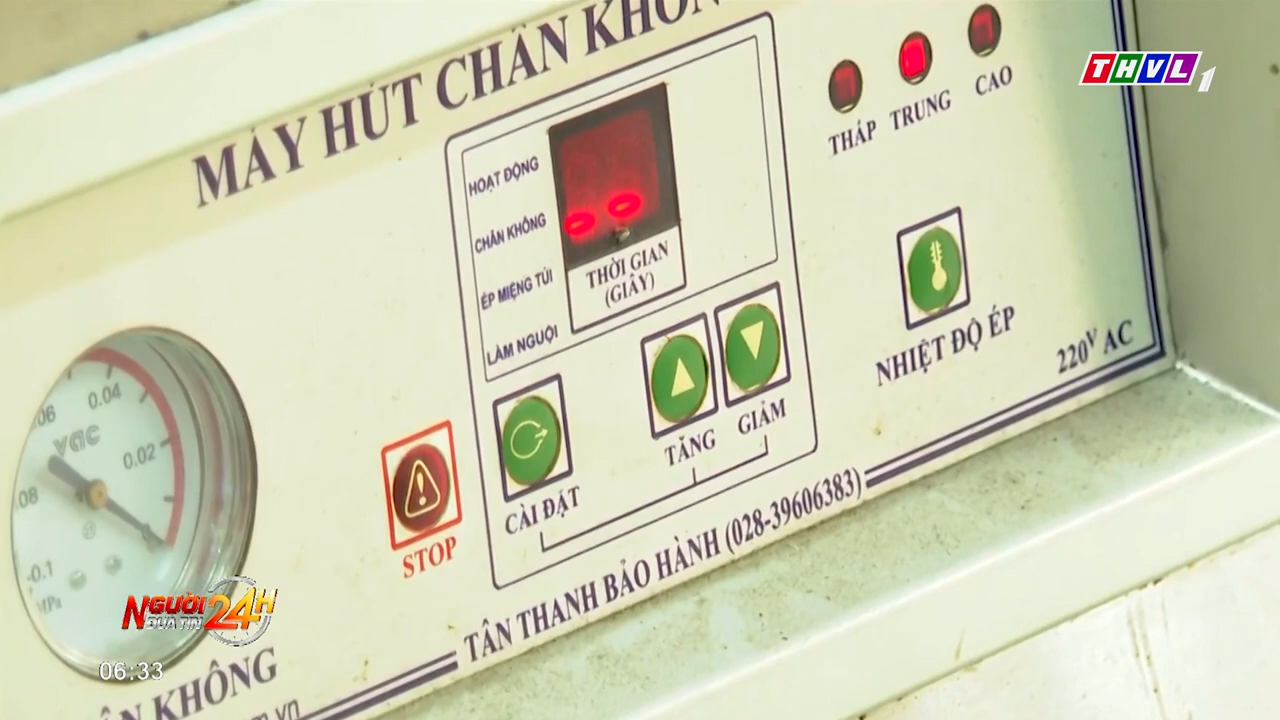 THVL1
MÁY HÚT CHÂN KHÔN
THẤP TRUNG CAO
HOẠT ĐỘNG
CHÂN KHÔNG
ÉP MIỆNG TÚI
LÀM NGUỘI
THỜI GIAN
(GIÂY)
NHIỆT ĐỘ ÉP
220V AC
TĂNG GIẢM
CÀI ĐẶT
STOP
TÂN THANH BẢO HÀNH (028-39606383)
06
0.04
0.02
vac
08
-0.1
MPa
NGƯỜI ĐƯA TIN 24H
06:33
ÂN KHÔNG
m.vn